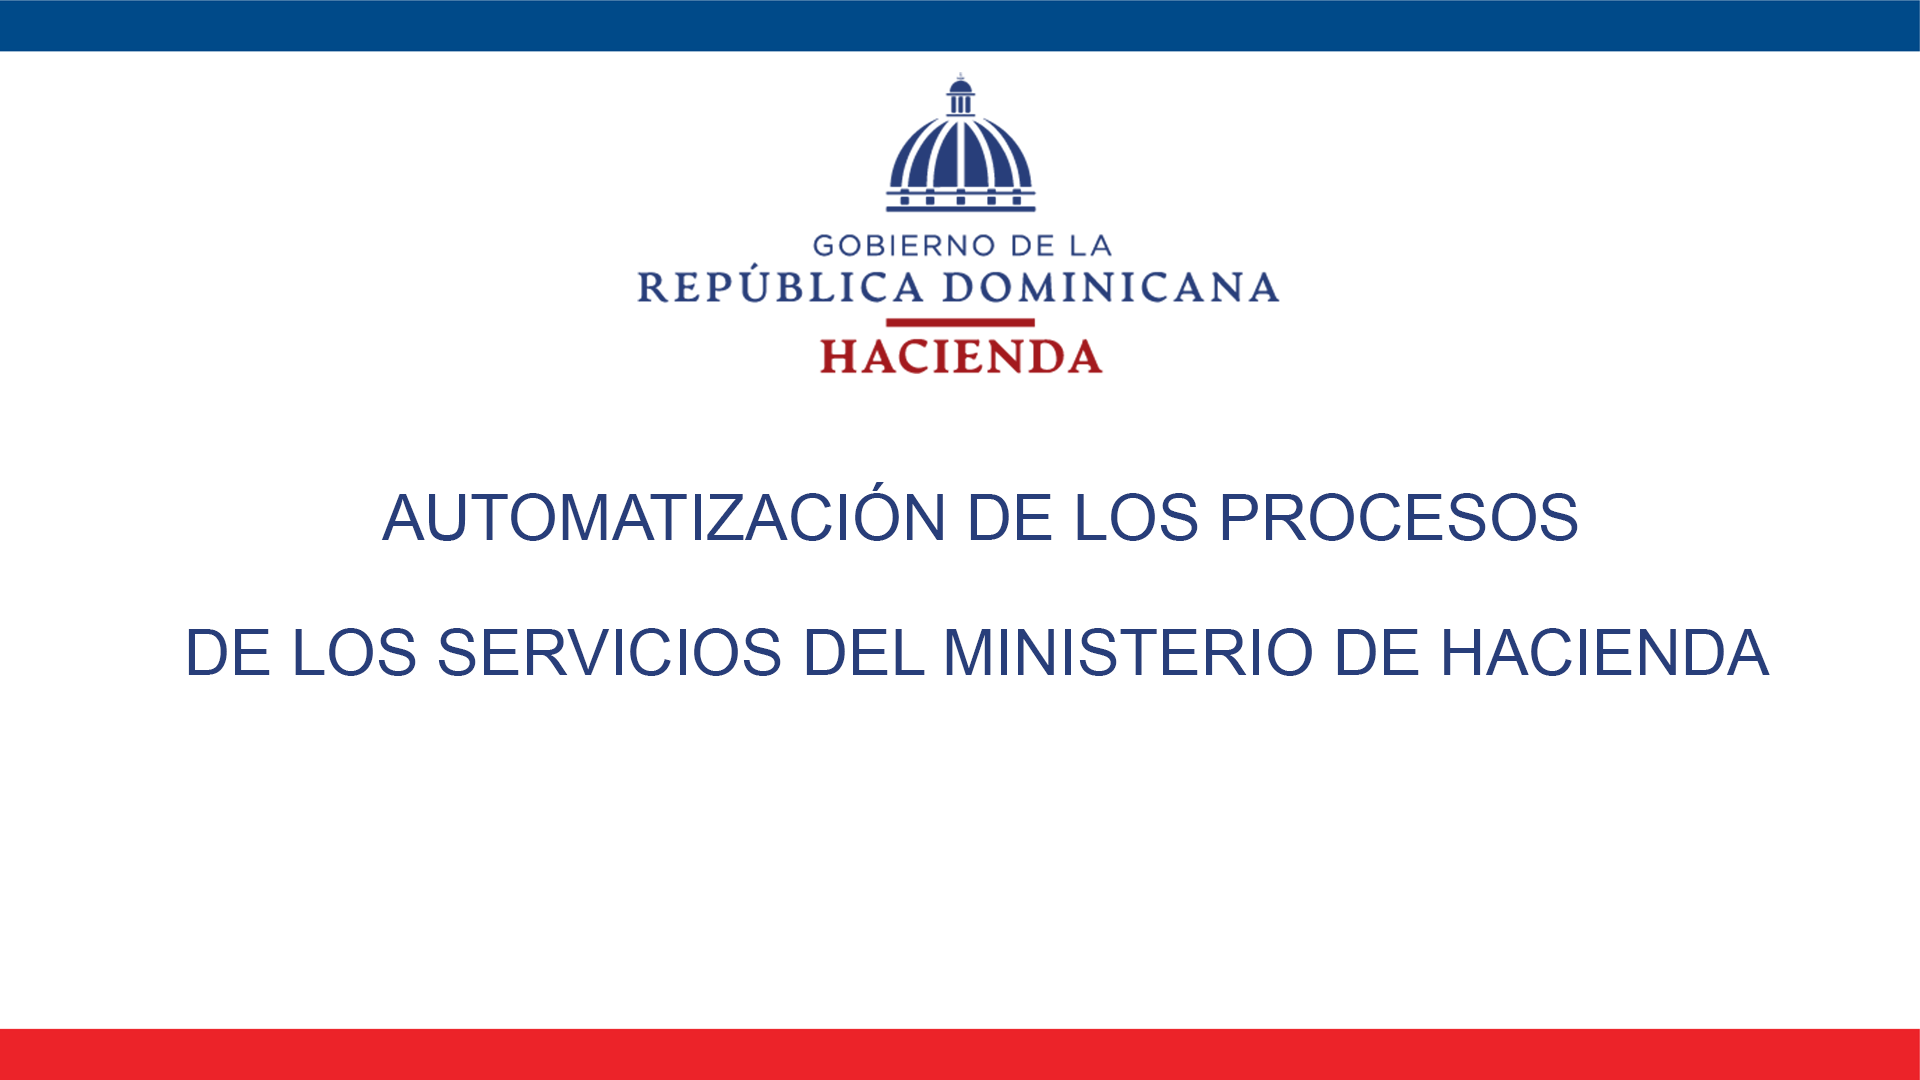 GOBIERNO DE LA
REPÚBLICA DOMINICANA
HACIENDA
AUTOMATIZACIÓN DE LOS PROCESOS
DE LOS SERVICIOS DEL MINISTERIO DE HACIENDA